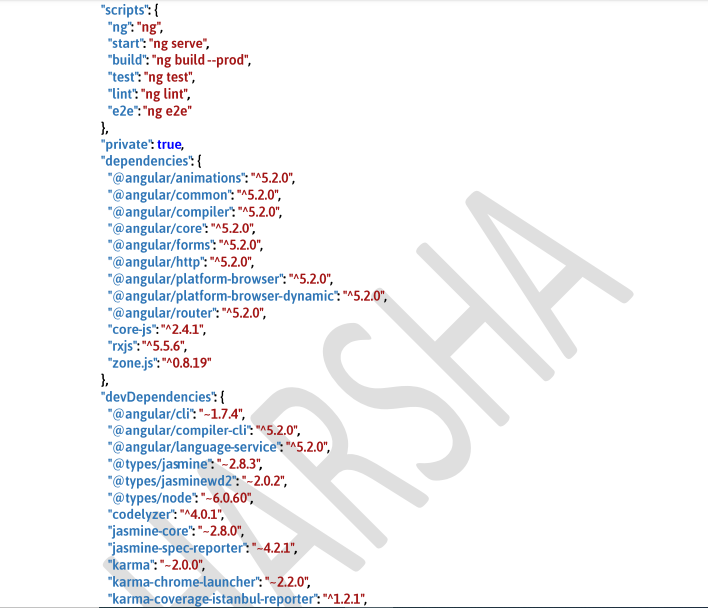 "scripts": {
"ng": "ng",
"start": "ng serve",
"build": "ng build --prod",
"test": "ng test",
"lint": "ng lint",
"e2e": "ng e2e"
},
"private": true,
"dependencies": {
"@angular/animations": "^5.2.0",
"@angular/common": "^5.2.0",
"@angular/compiler": "^5.2.0",
"@angular/core": "^5.2.0",
"@angular/forms": "^5.2.0",
"@angular/http": "^5.2.0",
"@angular/platform-browser": "^5.2.0",
"@angular/platform-browser-dynamic": "^5.2.0",
"@angular/router": "^5.2.0",
"core-js": "^2.4.1",
"rxjs": "^5.5.6",
"zone.js": "^0.8.19"
},
"devDependencies": {
"@angular/cli": "~1.7.4",
"@angular/compiler-cli": "^5.2.0",
"@angular/language-service": "^5.2.0",
"@types/jasmine": "~2.8.3",
"@types/jasminewd2": "~2.0.2",
"@types/node": "~6.0.60",
"codelyzer": "^4.0.1",
"jasmine-core": "~2.8.0",
"jasmine-spec-reporter": "~4.2.1",
"karma": "~2.0.0",
"karma-chrome-launcher": "~2.2.0",
"karma-coverage-istanbul-reporter": "^1.2.1",
HARSHA